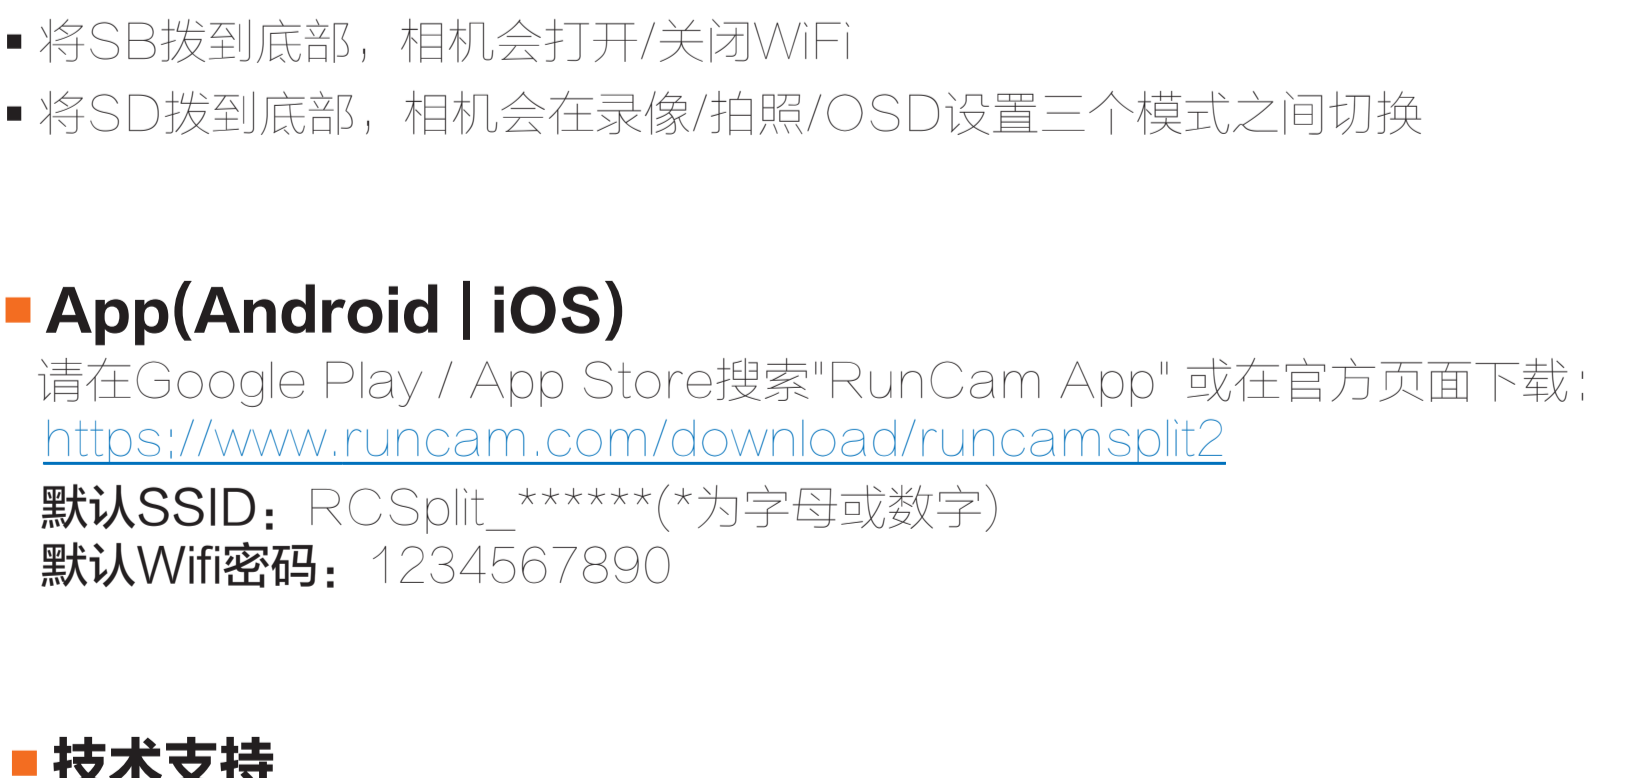 ▪ 将SB拨到底部，相机会打开/关闭WiFi
▪ 将SD拨到底部，相机会在录像/拍照/OSD设置三个模式之间切换
■ App(Android | iOS)
请在Google Play / App Store搜索"RunCam App" 或在官方页面下载:
https://www.runcam.com/download/runcamsplit2
默认SSID：RCSplit_******(*为字母或数字)
默认Wifi密码：1234567890
■ 技术支持